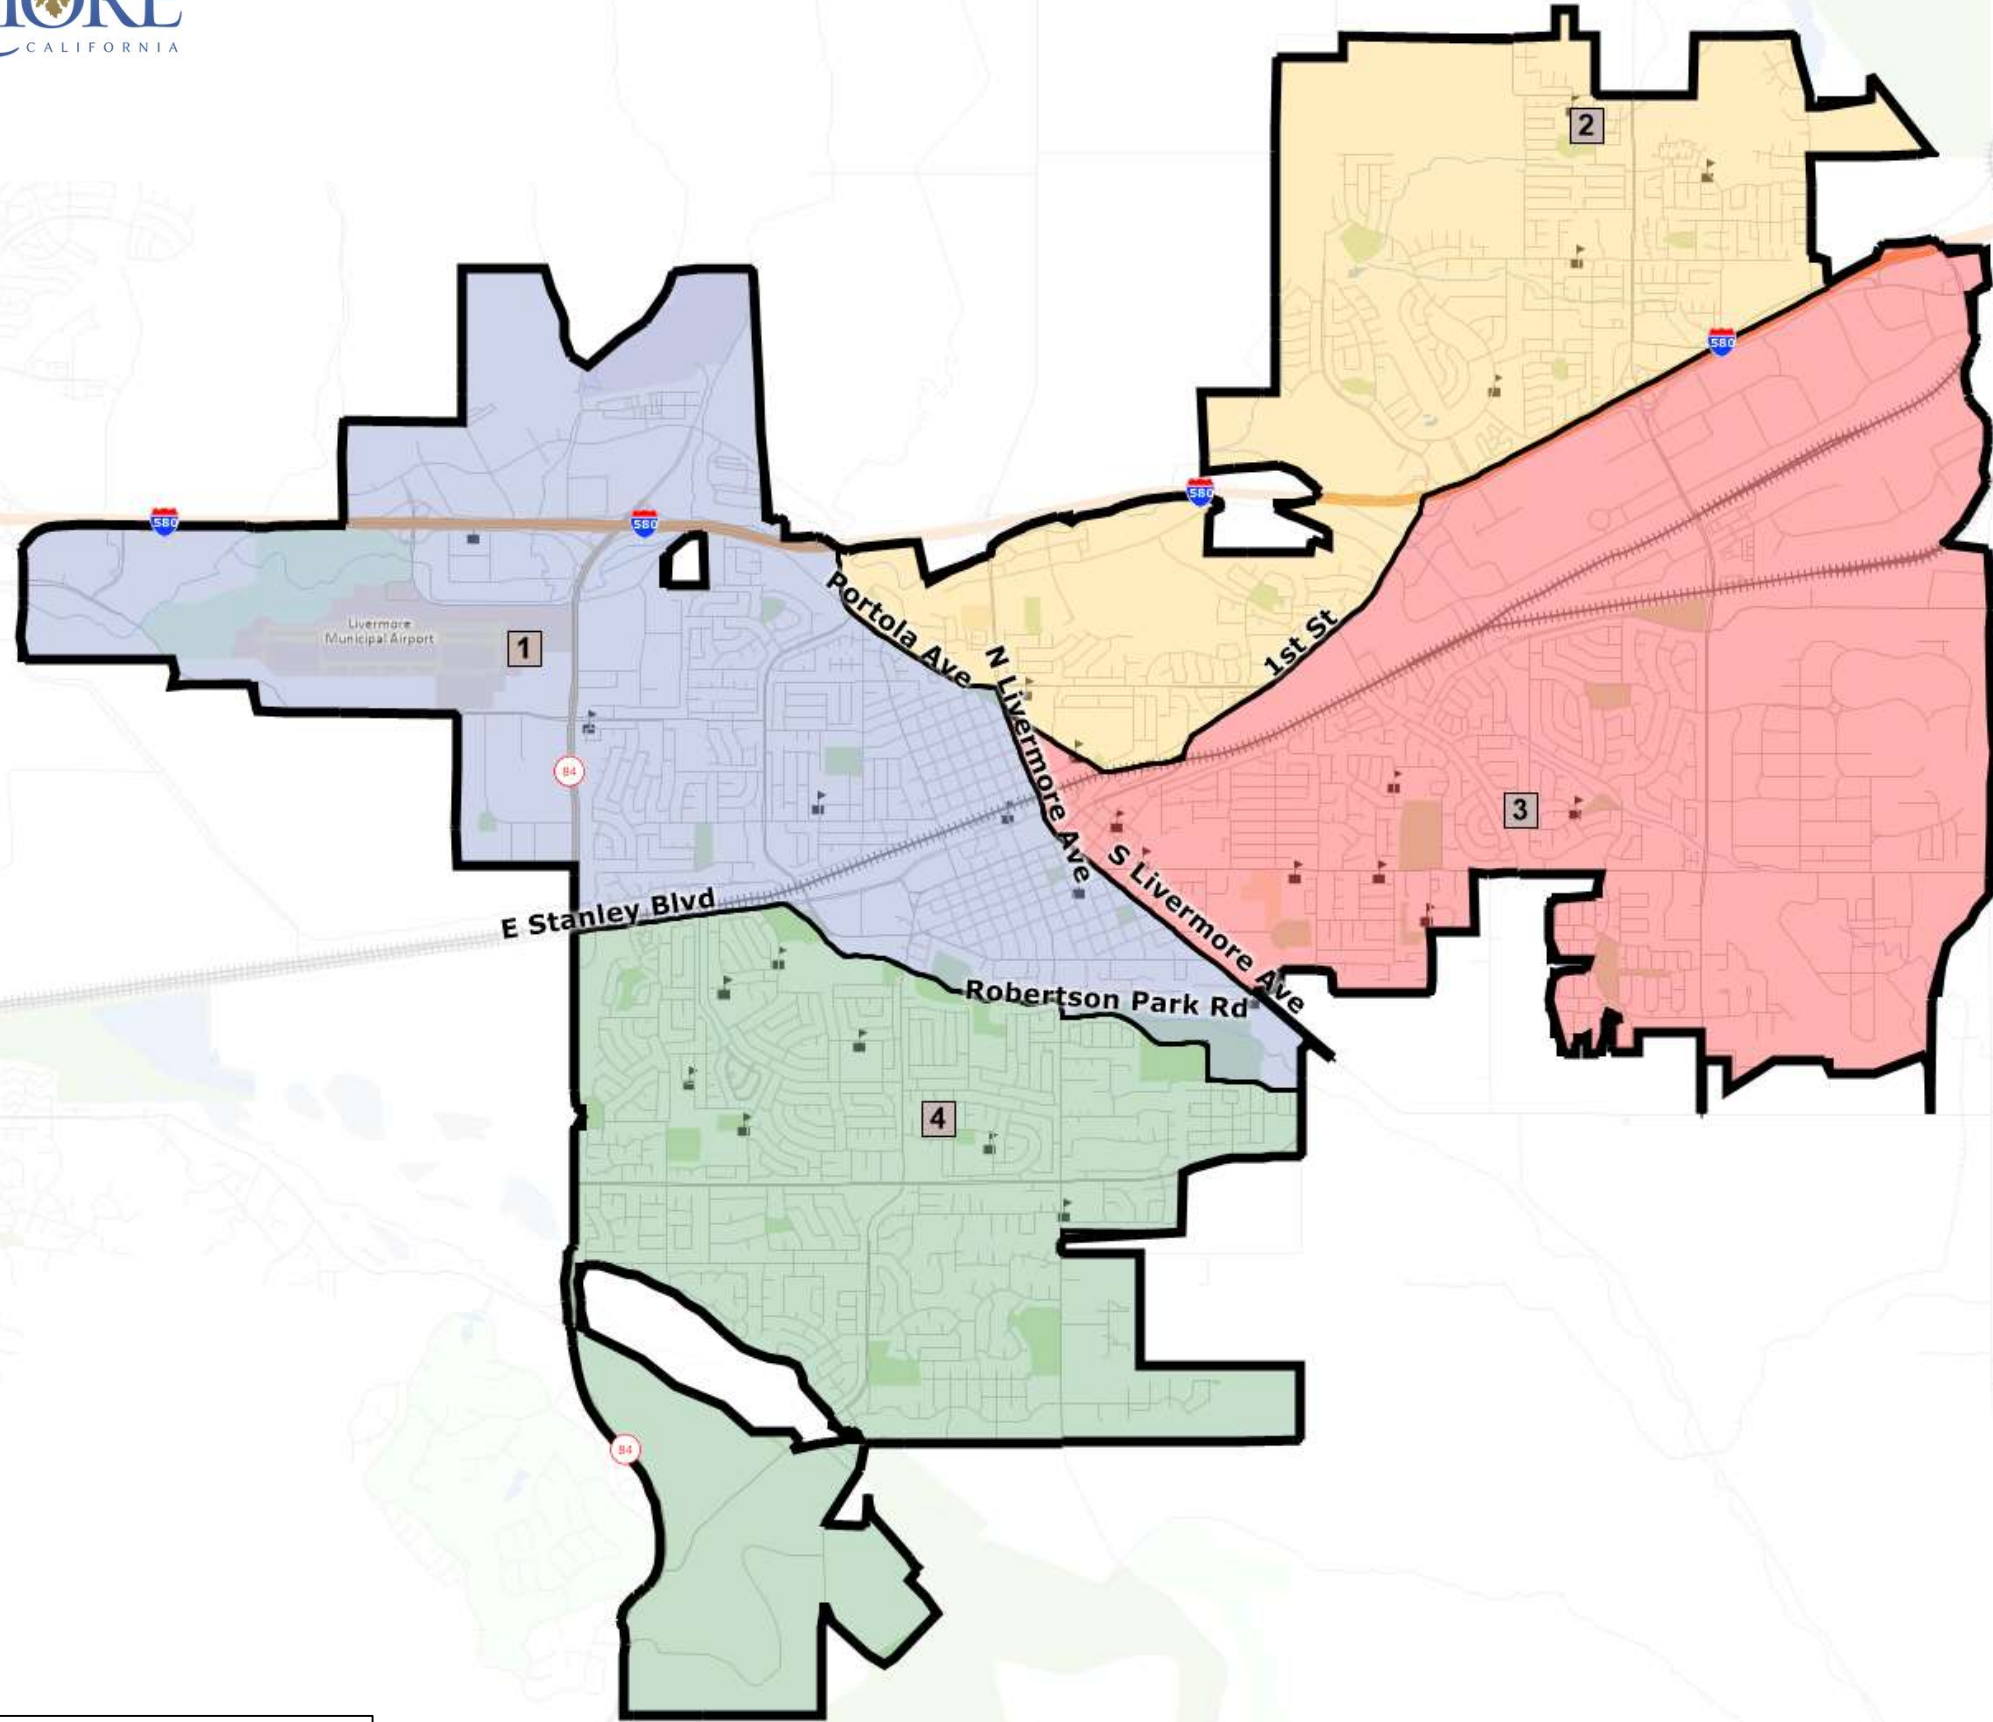 CALIFORNIA
2
580
580
580
580
Portola Ave
1st St
N Livermore Ave
Livermore
Municipal Airport
1
84
3
S Livermore Ave
E Stanley Blvd
Robertson Park Rd
4
84